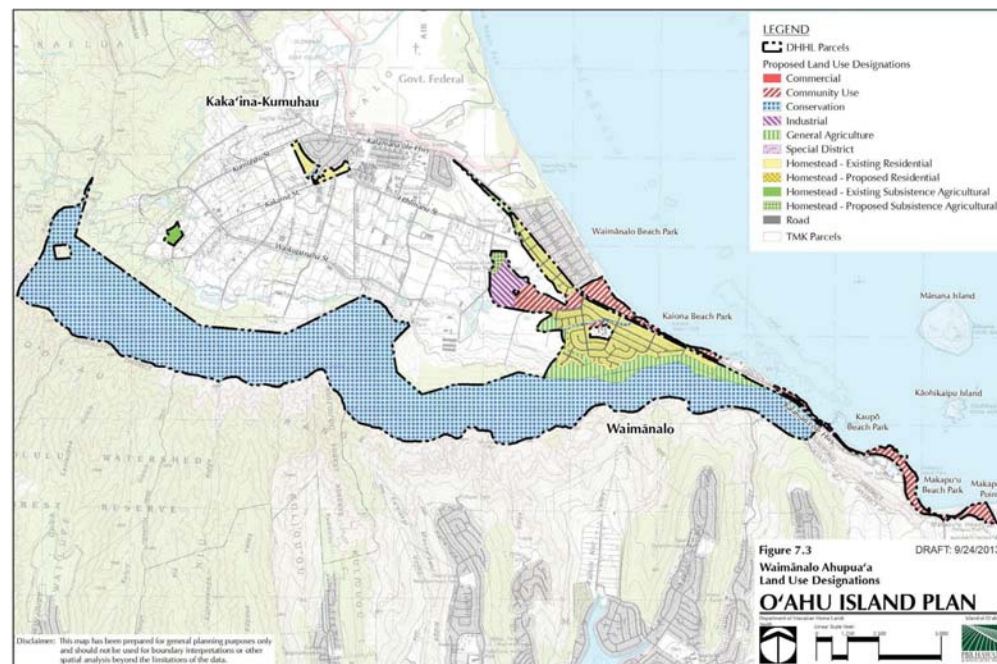 LEGEND
DHHL Parcels
Proposed Land Use Designations
Commercial
Community Use
Conservation
Industrial
General Agriculture
Special District
Homestead - Existing Residential
Homestead - Proposed Residential
Homestead - Existing Subsistence Agricultural
Homestead - Proposed Subsistence Agricultural
Road
TMK Parcels
Govt. Federal
Kaka‘ina-Kumuhau
Waimānalo Beach Park
Kaiona Beach Park
Mānana Island
Kāohikaipu Island
Kaupō
Beach Park
Makapu‘u
Beach Park
Point
Waimānalo
WATERSHED
RESERVE
Figure 7.3
DRAFT: 9/24/2013
Waimānalo Ahupua‘a
Land Use Designations
O‘AHU ISLAND PLAN
Disclaimer: This map has been prepared for general planning purposes only
and should not be used for boundary interpretations or other
spatial analysis beyond the limitations of the data.